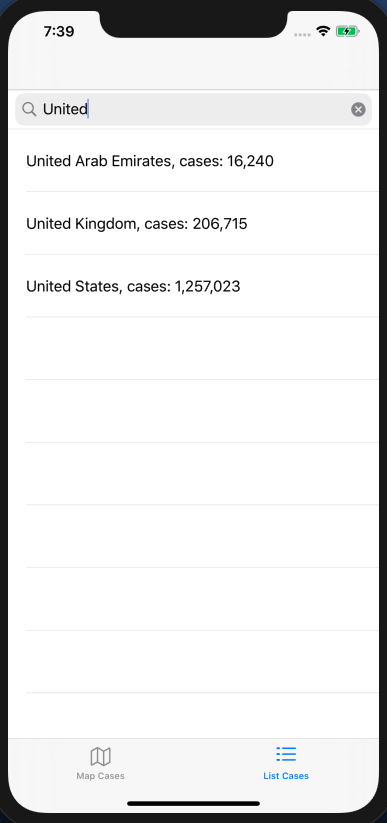 7:39
United
United Arab Emirates, cases: 16,240
United Kingdom, cases: 206,715
United States, cases: 1,257,023
Map Cases
List Cases